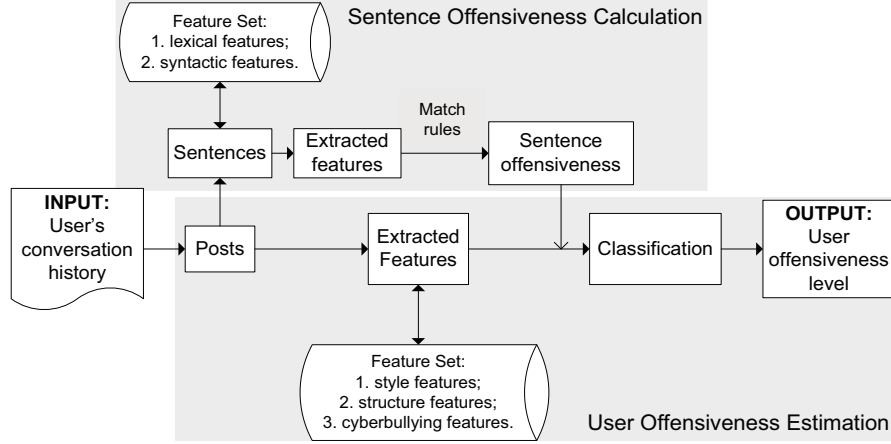 Sentence Offensiveness Calculation
Feature Set:
1. lexical features;
2. syntactic features.
Match
rules
Sentences
Extracted
features
Sentence
offensiveness
INPUT:
User's
conversation
history
Posts
Extracted
Features
Classification
OUTPUT:
User
offensiveness
level
Feature Set:
1. style features;
2. structure features;
3. cyberbullying features.
User Offensiveness Estimation